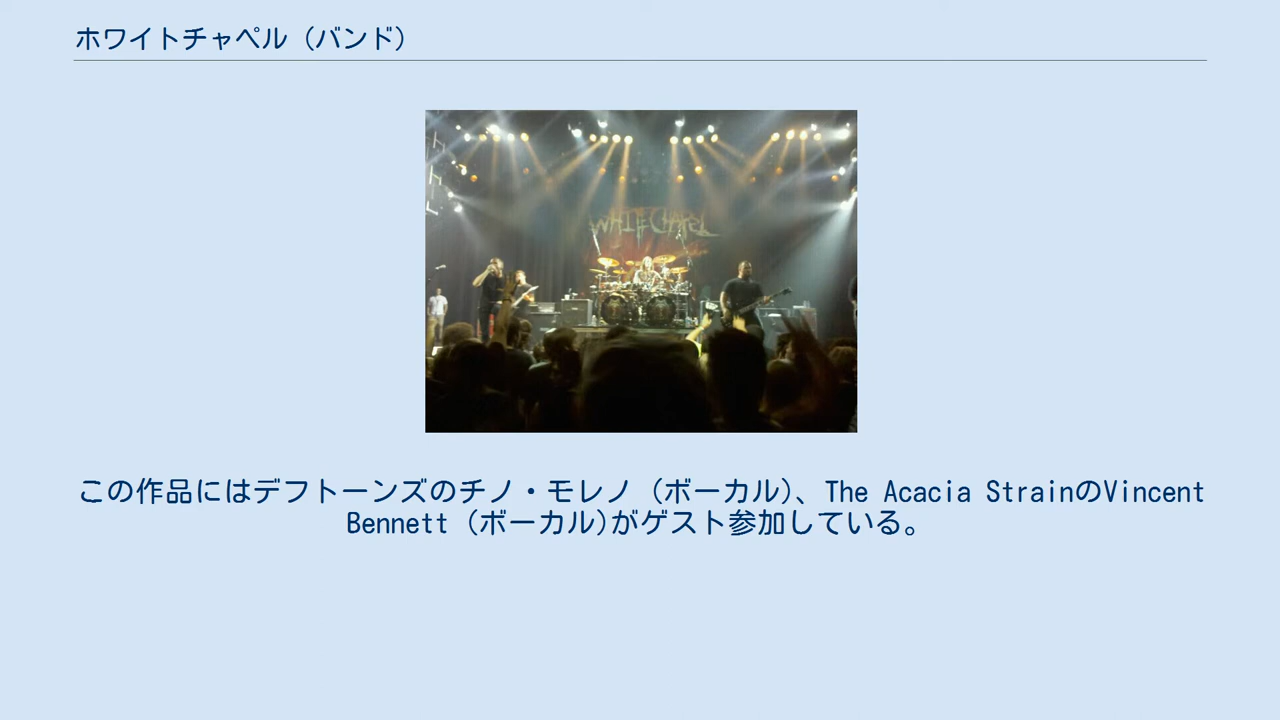 ホワイトチャペル (バンド)
WHITECHAPEL
この作品にはデフトーンズのチノ・モレノ (ボーカル)、The Acacia StrainのVincent
Bennett (ボーカル)がゲスト参加している。